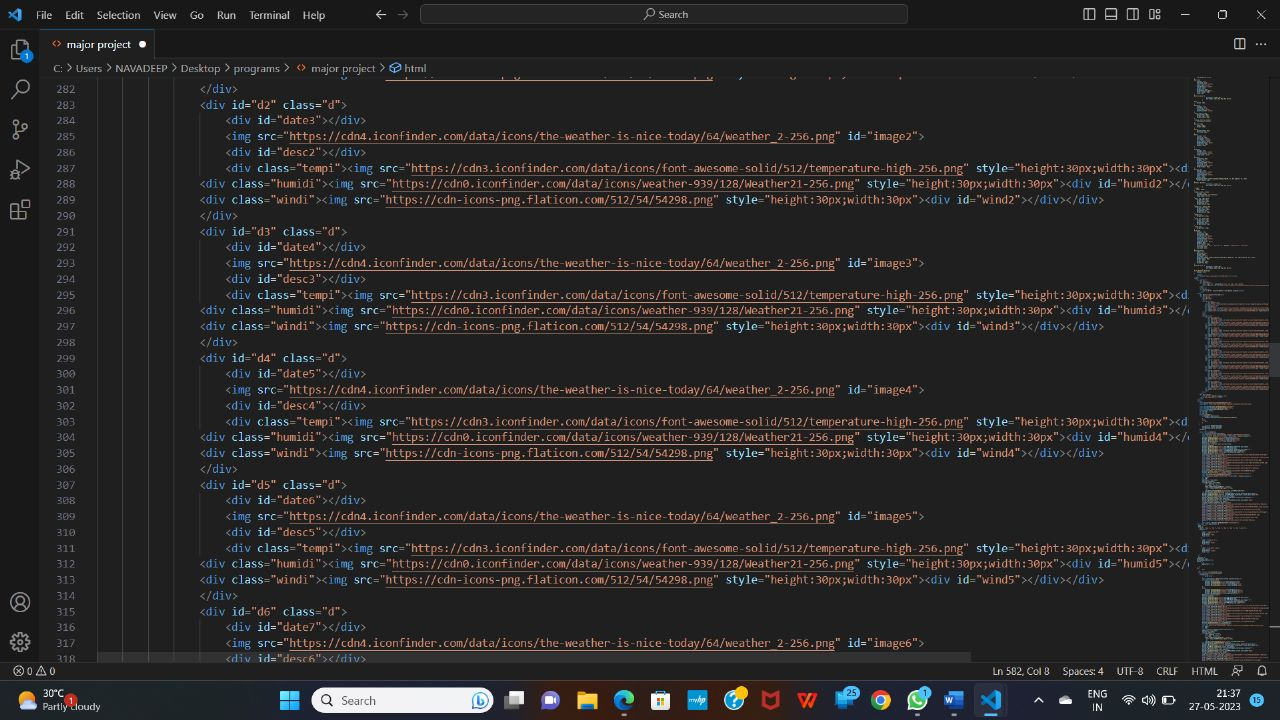 File Edit Selection View Go Run Terminal Help Search
major project
C: > Users > NAVADEEP > Desktop > programs > major project > html
282 </div>
283 <div id="d2" class="d">
284 <div id="date3"></div>
285 <img src="https://cdn4.iconfinder.com/data/icons/the-weather-is-nice-today/64/weather_2-256.png" id="image2">
286 <div id="desc2"></div>
287 <div class="tempi"><img src="https://cdn3.iconfinder.com/data/icons/font-awesome-solid/512/temperature-high-256.png" style="height:30px;width:30px"><d
288 <div class="humidi"><img src="https://cdn0.iconfinder.com/data/icons/weather-939/128/Weather21-256.png" style="height:30px;width:30px"><div id="humid2"></
289 <div class="windi"><img src="https://cdn-icons-png.flaticon.com/512/54/54298.png" style="height:30px;width:30px"><div id="wind2"></div></div>
290 </div>
291 <div id="d3" class="d">
292 <div id="date4"></div>
293 <img src="https://cdn4.iconfinder.com/data/icons/the-weather-is-nice-today/64/weather_2-256.png" id="image3">
294 <div id="desc3"></div>
295 <div class="tempi"><img src="https://cdn3.iconfinder.com/data/icons/font-awesome-solid/512/temperature-high-256.png" style="height:30px;width:30px"><d
296 <div class="humidi"><img src="https://cdn0.iconfinder.com/data/icons/weather-939/128/Weather21-256.png" style="height:30px;width:30px"><div id="humid3"></
297 <div class="windi"><img src="https://cdn-icons-png.flaticon.com/512/54/54298.png" style="height:30px;width:30px"><div id="wind3"></div></div>
298 </div>
299 <div id="d4" class="d">
300 <div id="date5"></div>
301 <img src="https://cdn4.iconfinder.com/data/icons/the-weather-is-nice-today/64/weather_2-256.png" id="image4">
302 <div id="desc4"></div>
303 <div class="tempi"><img src="https://cdn3.iconfinder.com/data/icons/font-awesome-solid/512/temperature-high-256.png" style="height:30px;width:30px"><d
304 <div class="humidi"><img src="https://cdn0.iconfinder.com/data/icons/weather-939/128/Weather21-256.png" style="height:30px;width:30px"><div id="humid4"></
305 <div class="windi"><img src="https://cdn-icons-png.flaticon.com/512/54/54298.png" style="height:30px;width:30px"><div id="wind4"></div></div>
306 </div>
307 <div id="d5" class="d">
308 <div id="date6"></div>
309 <img src="https://cdn4.iconfinder.com/data/icons/the-weather-is-nice-today/64/weather_2-256.png" id="image5">
310 <div id="desc5"></div>
311 <div class="tempi"><img src="https://cdn3.iconfinder.com/data/icons/font-awesome-solid/512/temperature-high-256.png" style="height:30px;width:30px"><d
312 <div class="humidi"><img src="https://cdn0.iconfinder.com/data/icons/weather-939/128/Weather21-256.png" style="height:30px;width:30px"><div id="humid5"></
313 <div class="windi"><img src="https://cdn-icons-png.flaticon.com/512/54/54298.png" style="height:30px;width:30px"><div id="wind5"></div></div>
314 </div>
315 <div id="d6" class="d">
316 <div id="date7"></div>
317 <img src="https://cdn4.iconfinder.com/data/icons/the-weather-is-nice-today/64/weather_2-256.png" id="image6">
318 <div id="desc6"></div>
0 0 Ln 582, Col 8 Spaces: 4 UTF-8 CRLF HTML
30°C 1 Search 25 1 ENG 21:37 15
Partly cloudy IN 27-05-2023